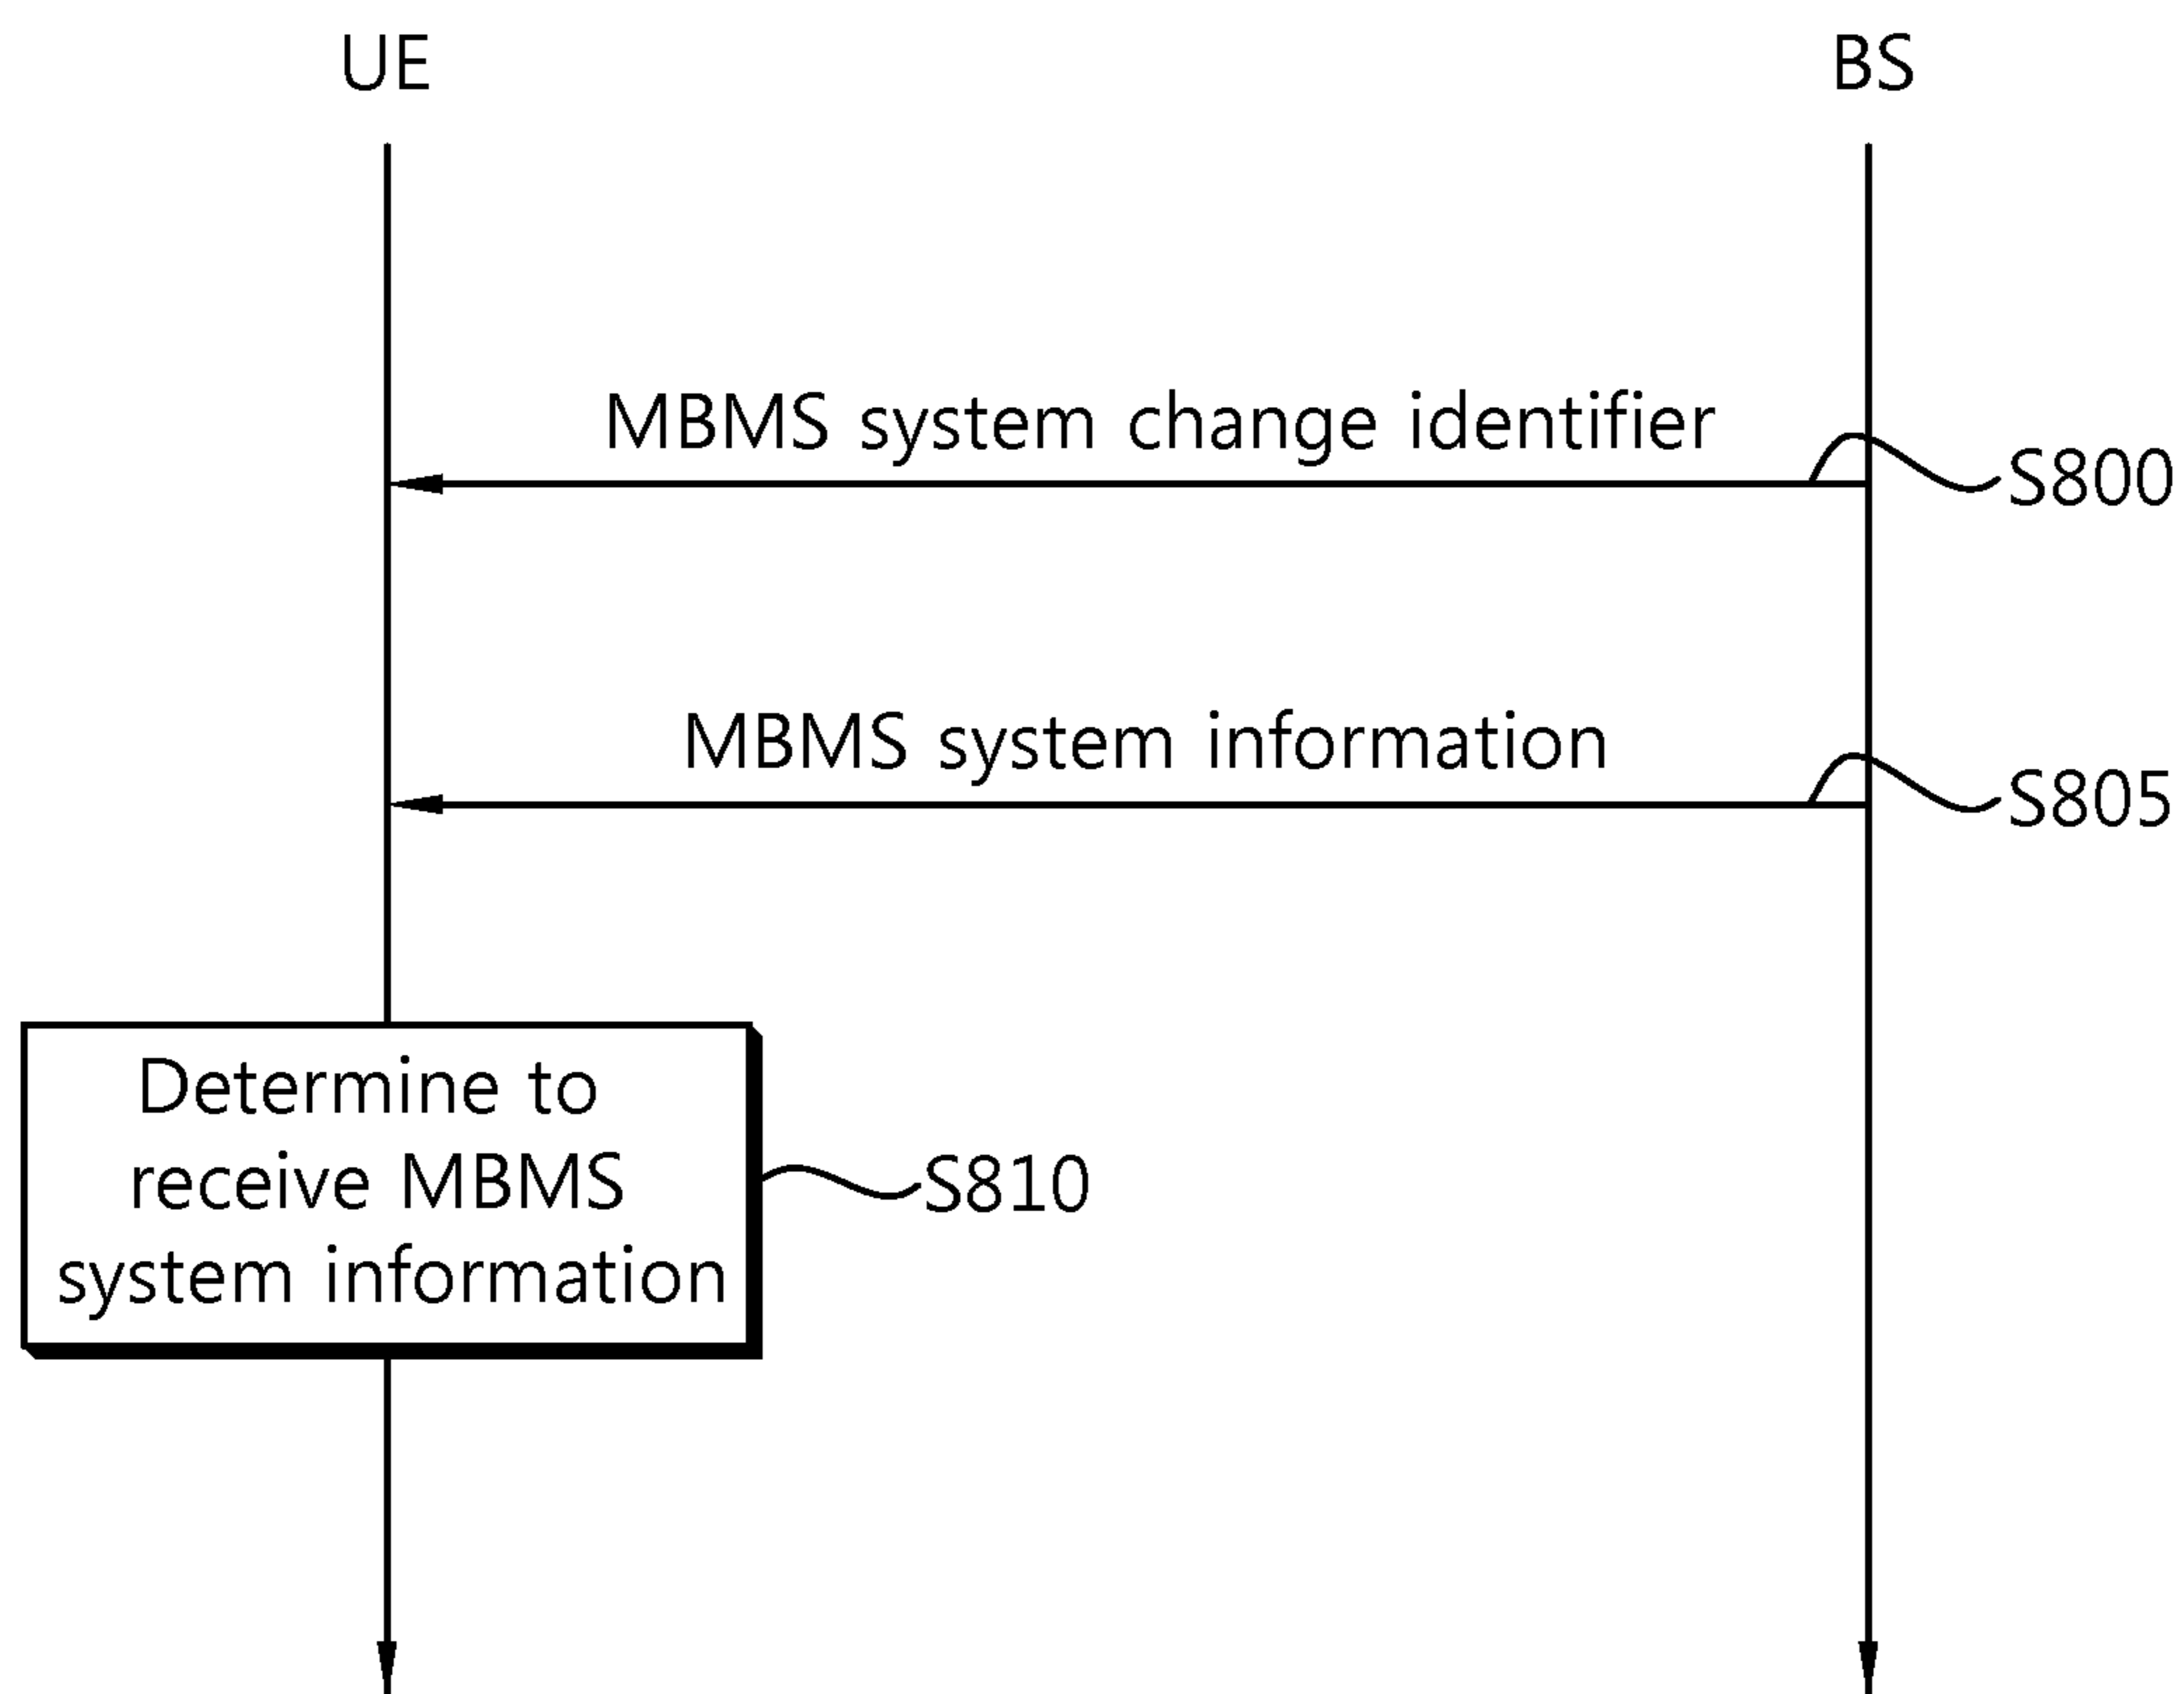 UE
BS
MBMS system change identifier
S800
MBMS system information
S805
Determine to
receive MBMS
system information
S810